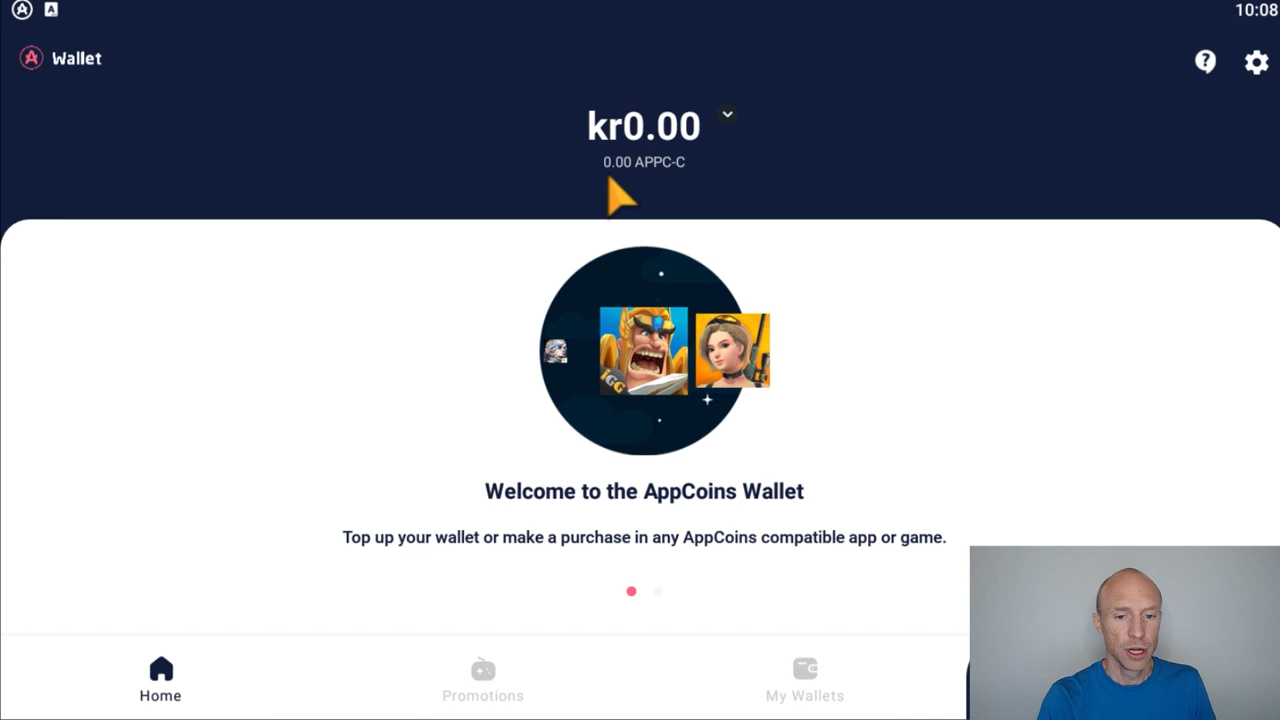 10:08
Wallet
?
kr0.00
0.00 APPC-C
IGG
Welcome to the AppCoins Wallet
Top up your wallet or make a purchase in any AppCoins compatible app or game.
Home
Promotions
My Wallets